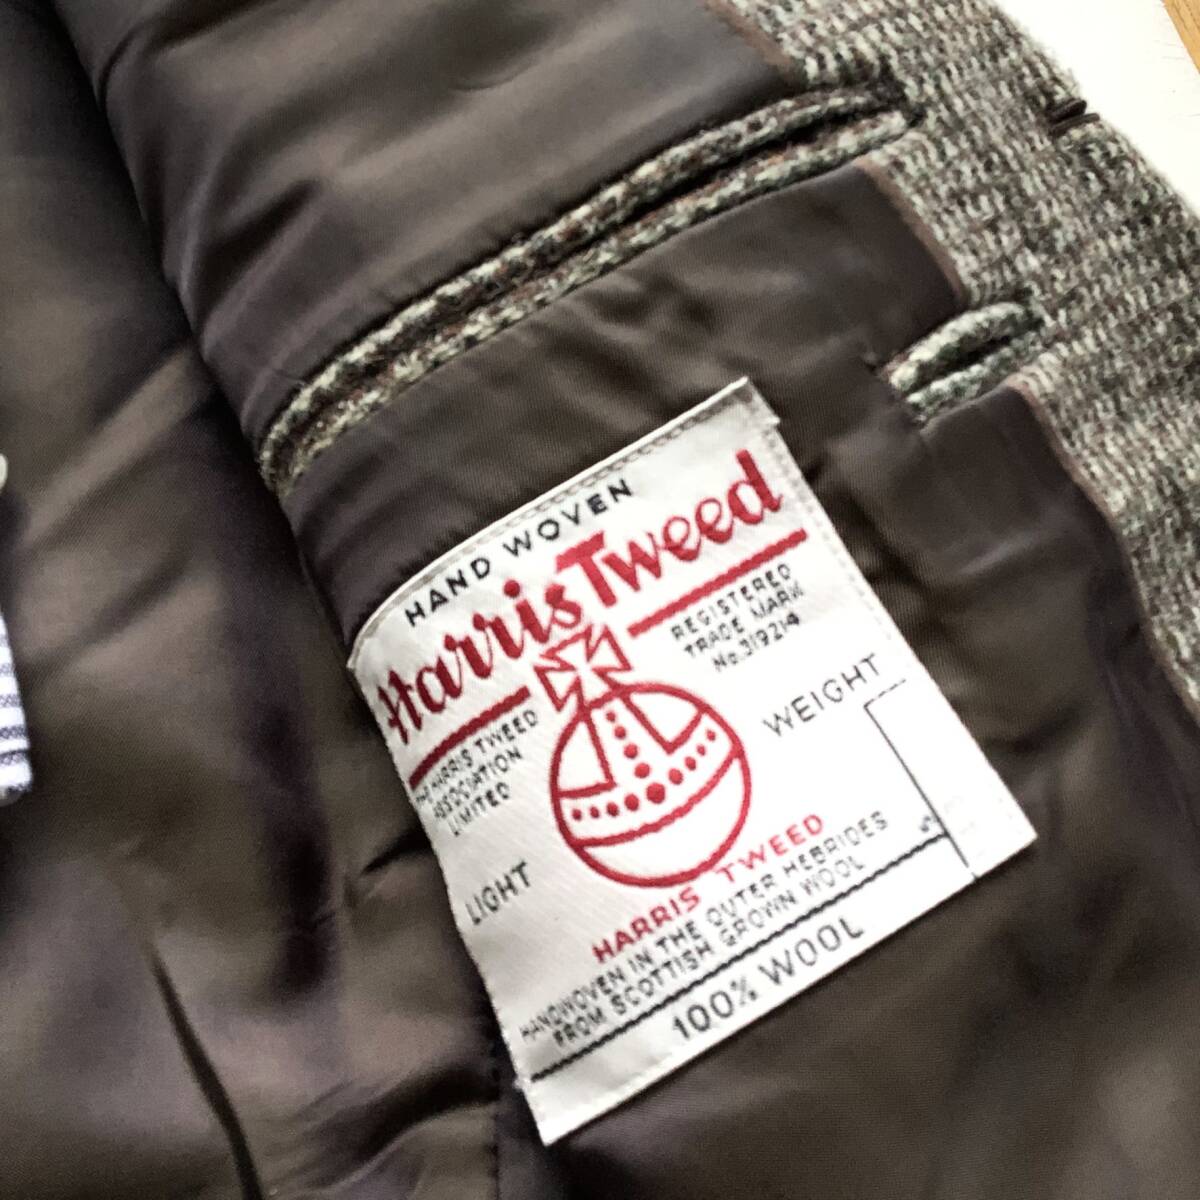 HAND WOVEN
Harris Tweed
THE HARRIS TWEED
ASSOCIATION
LIMITED
REGISTERED
TRADE MARK
No.319214
LIGHT WEIGHT
HARRIS TWEED
HANDWOVEN IN THE OUTER HEBRIDES
FROM SCOTTISH GROWN WOOL
100% WOOL